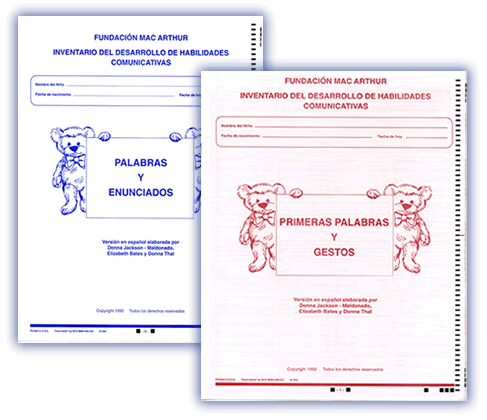 FUNDACIÓN MAC ARTHUR
INVENTARIO DEL DESARROLLO DE HABILIDADES
COMUNICATIVAS
Nombre del niño
Fecha de nacimiento
Fecha de
PALABRAS
Y
ENUNCIADOS
Versión en español elaborada por
Donna Jackson - Maldonado,
Elizabeth Bates y Donna Thal
Copyright 1992 Todos los derechos reservados
FUNDACIÓN MAC ARTHUR
INVENTARIO DEL DESARROLLO DE HABILIDADES
COMUNICATIVAS
Nombre del niño
Fecha de nacimiento
Fecha de hoy
PRIMERAS PALABRAS
Y
GESTOS
Versión en español elaborada por
Donna Jackson - Maldonado,
Elizabeth Bates y Donna Thal
Copyright 1992 Todos los derechos reservados